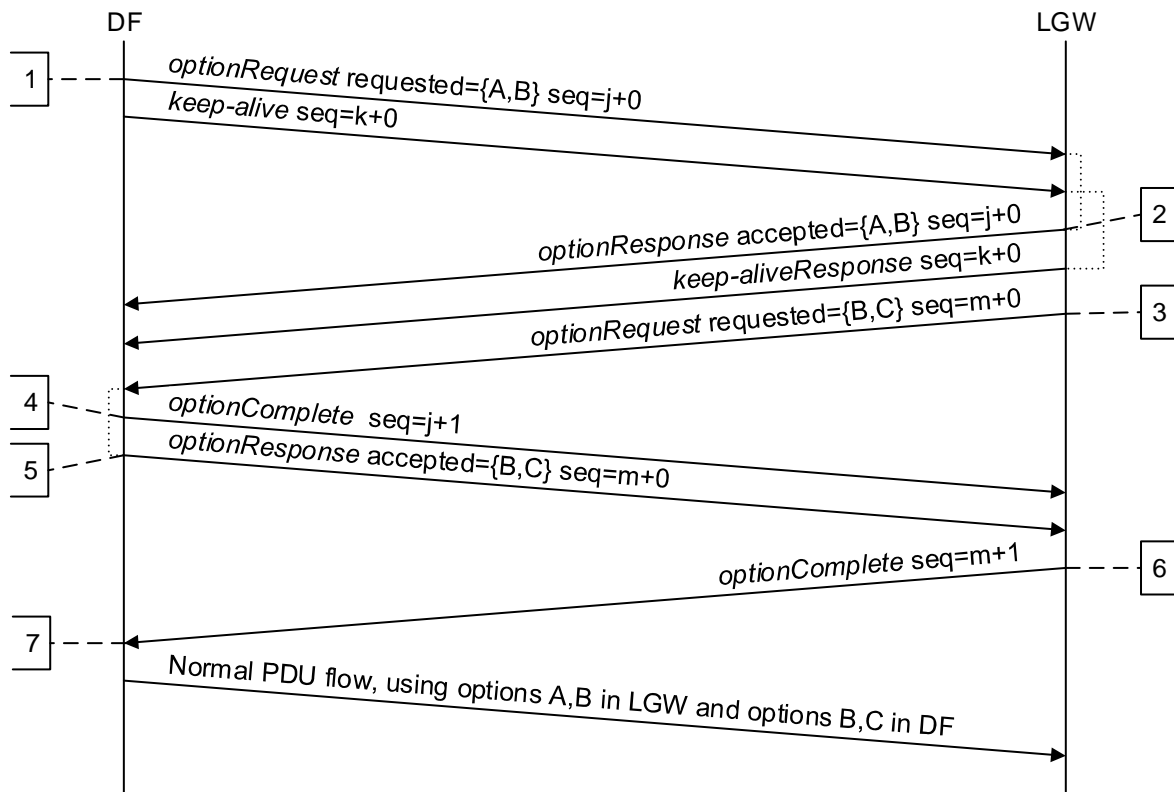 DF
LGW
1
optionRequest requested={A,B} seq=j+0
keep-alive seq=k+0
2
optionResponse accepted={A,B} seq=j+0
keep-aliveResponse seq=k+0
3
optionRequest requested={B,C} seq=m+0
4
optionComplete seq=j+1
5
optionResponse accepted={B,C} seq=m+0
6
optionComplete seq=m+1
7
Normal PDU flow, using options A,B in LGW and options B,C in DF